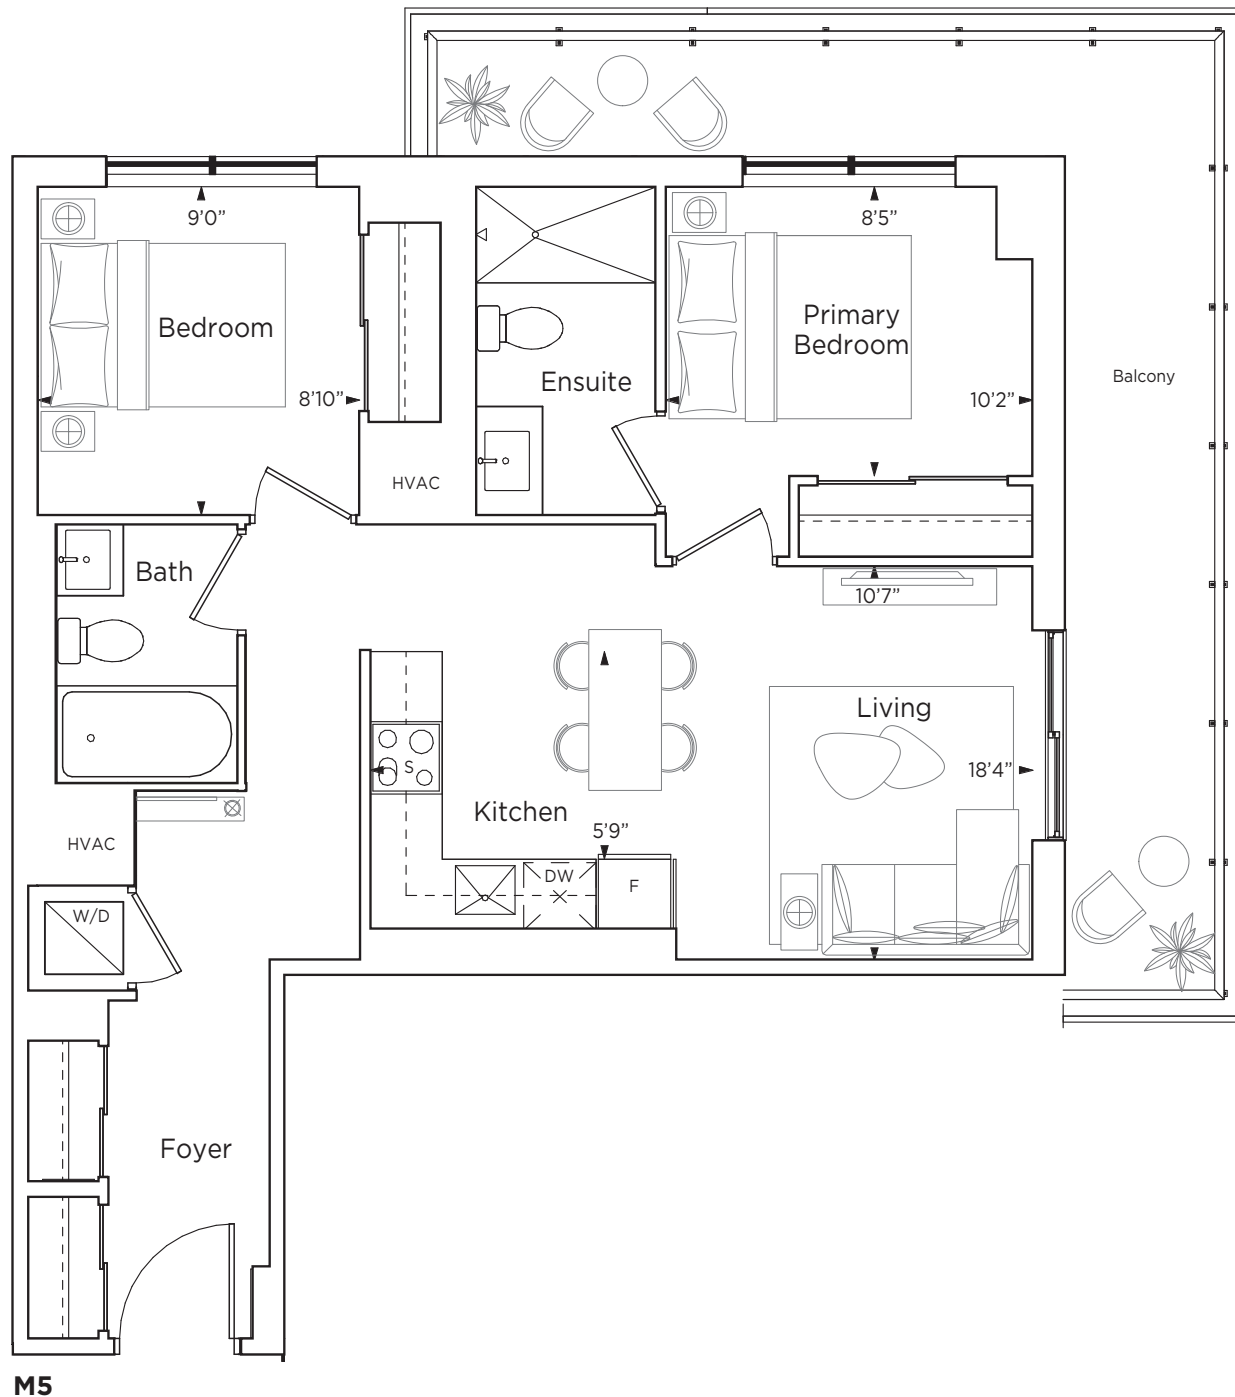 9’0”
8’5”
Bedroom
Primary
Bedroom
Ensuite
Balcony
8’10”
10’2”
HVAC
Bath
10’7”
Living
S
18’4”
Kitchen
5’9”
HVAC
DW
F
W/D
Foyer
M5